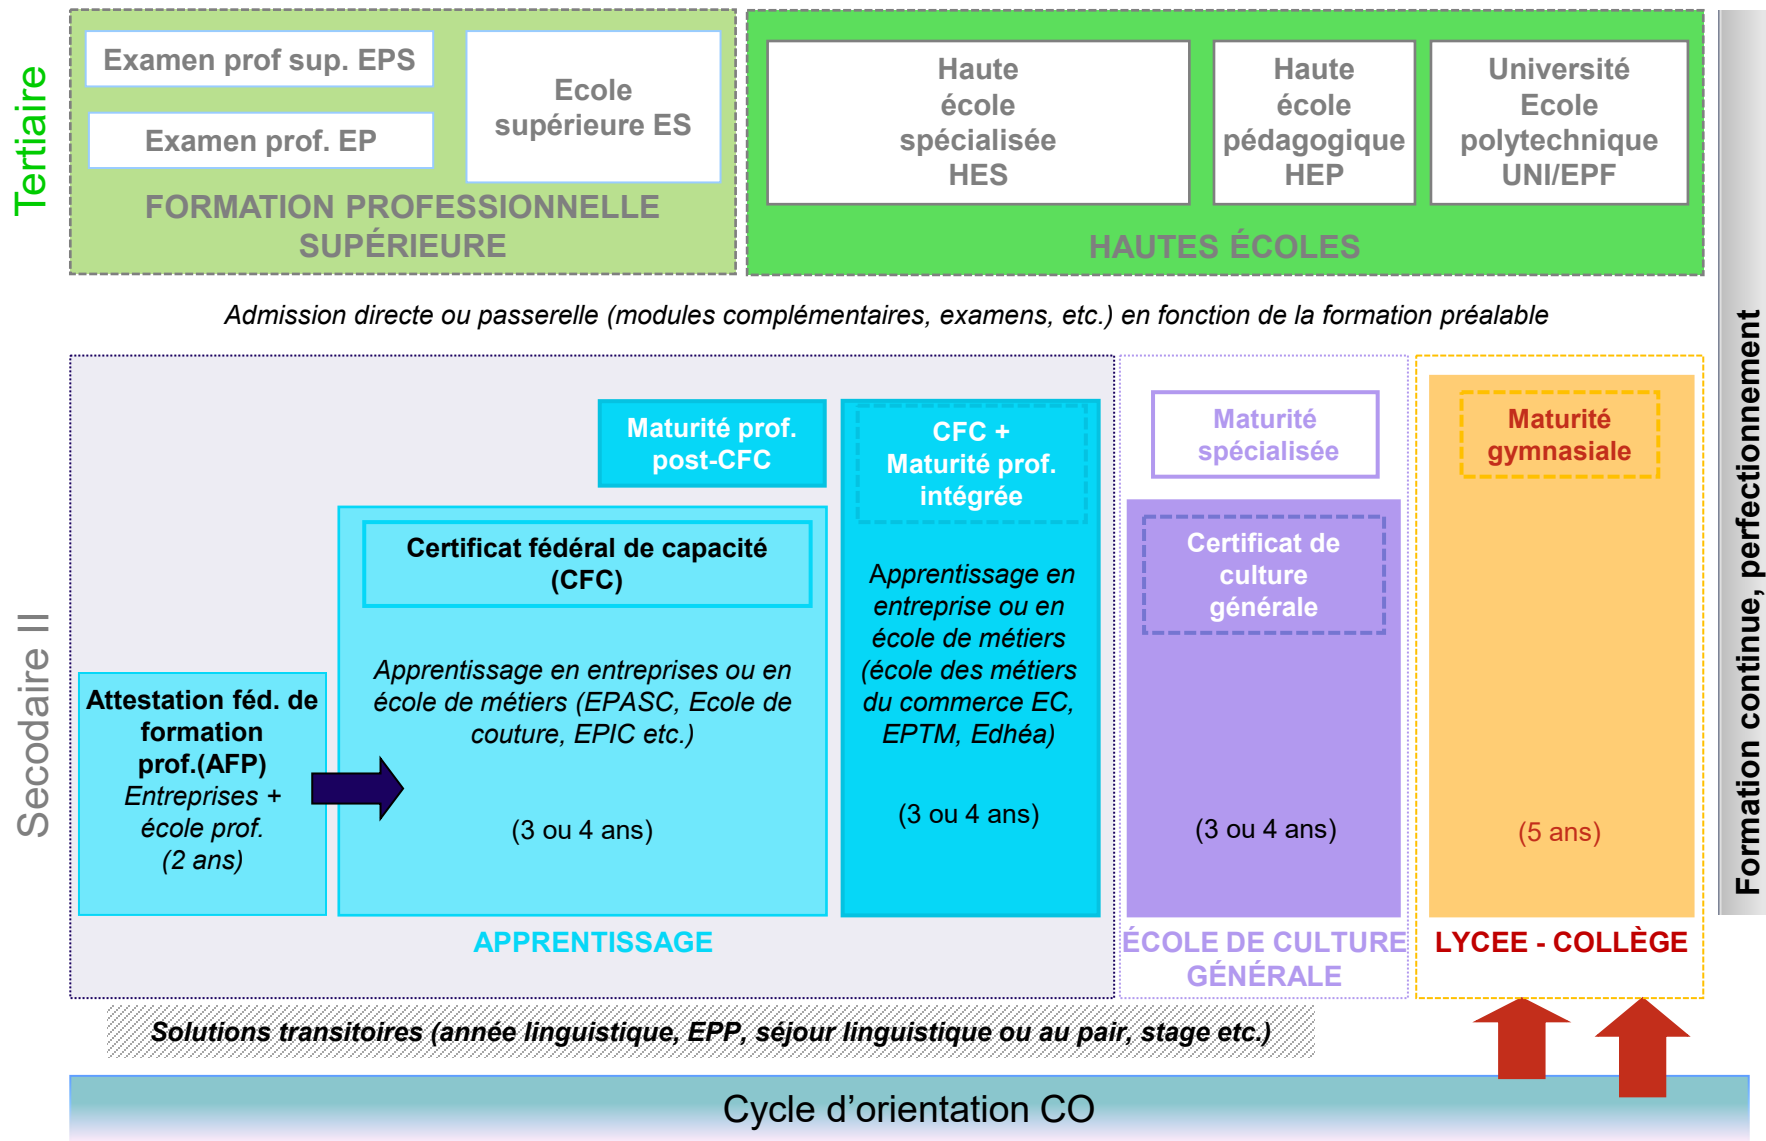 Tertiaire
Examen prof sup. EPS
Examen prof. EP
Ecole
supérieure ES
FORMATION PROFESSIONNELLE
SUPÉRIEURE
Haute
école
spécialisée
HES
Haute
école
pédagogique
HEP
Université
Ecole
polytechnique
UNI/EPF
HAUTES ÉCOLES
Formation continue, perfectionnement
Admission directe ou passerelle (modules complémentaires, examens, etc.) en fonction de la formation préalable
Secodaire II
Attestation féd. de
formation
prof.(AFP)
Entreprises +
école prof.
(2 ans)
Maturité prof.
post-CFC
Certificat fédéral de capacité
(CFC)
Apprentissage en entreprises ou en
école de métiers (EPASC, Ecole de
couture, EPIC etc.)
(3 ou 4 ans)
CFC +
Maturité prof.
intégrée
Apprentissage en
entreprise ou en
école de métiers
(école des métiers
du commerce EC,
EPTM, Edhéa)
(3 ou 4 ans)
APPRENTISSAGE
Maturité
spécialisée
Certificat de
culture
générale
(3 ou 4 ans)
ÉCOLE DE CULTURE
GÉNÉRALE
Maturité
gymnasiale
(5 ans)
LYCEE - COLLÈGE
Solutions transitoires (année linguistique, EPP, séjour linguistique ou au pair, stage etc.)
Cycle d'orientation CO